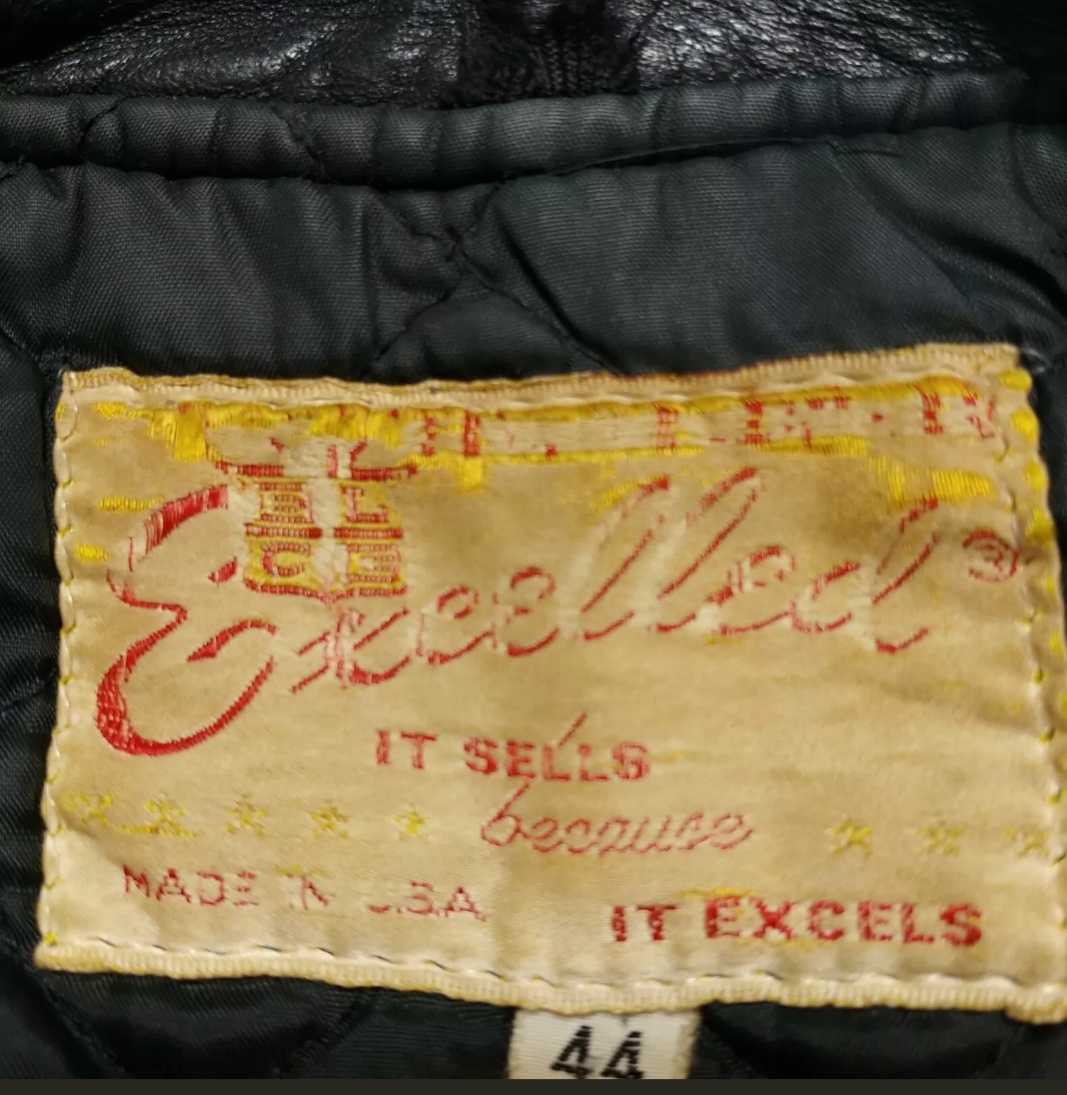 Excelled®
IT SELLS
because
MADE IN U.S.A.
IT EXCELS
44